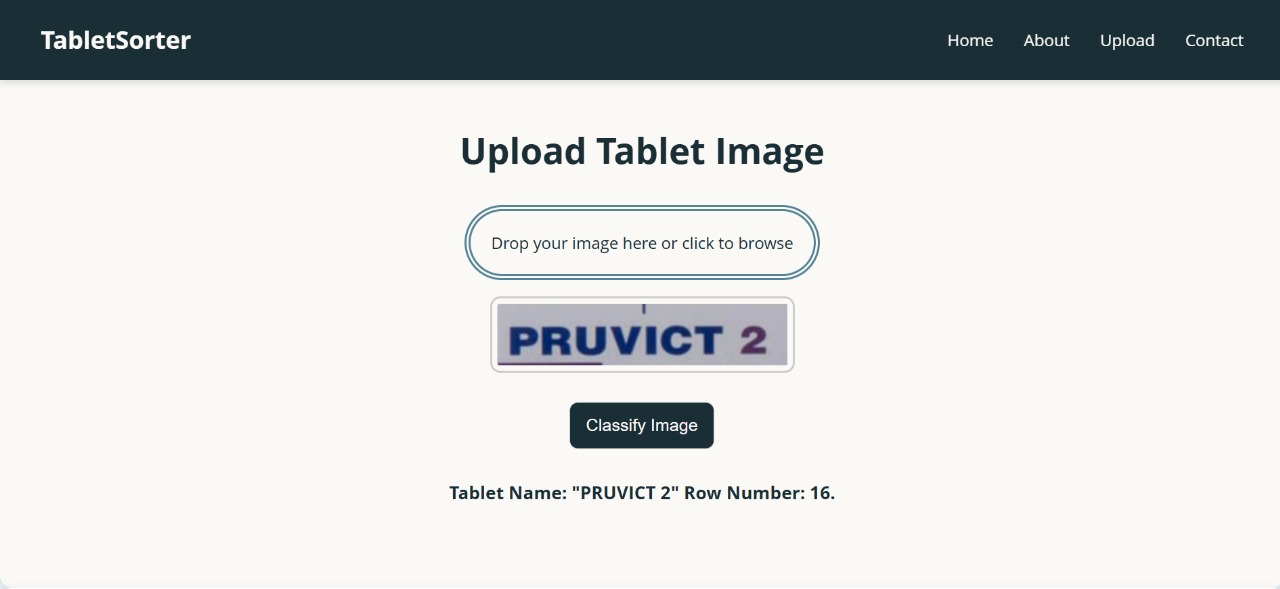 TabletSorter
Home About Upload Contact
Upload Tablet Image
Drop your image here or click to browse
PRUVICT 2
Classify Image
Tablet Name: "PRUVICT 2" Row Number: 16.